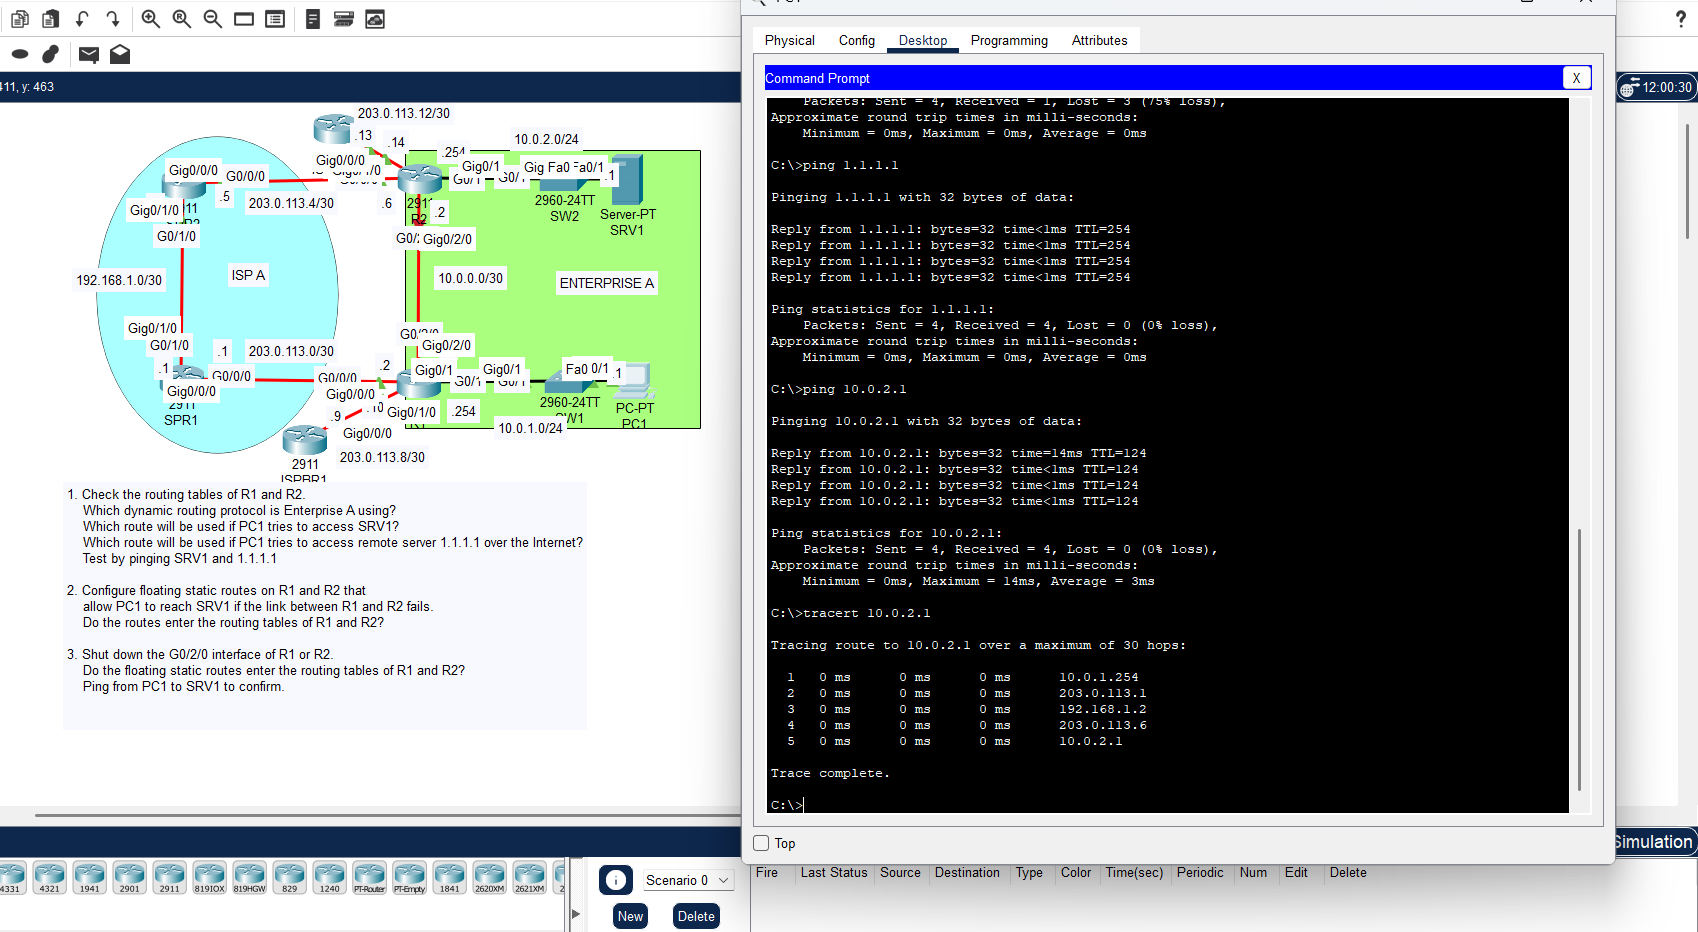 ?
411, y: 463
12:00:30
203.0.113.12/30
.13
.14
Gig0/0/0
.254
10.0.2.0/24
Gig0/0/0
G0/0/0
.5
203.0.113.4/30
.6
Gig0/1
G0/1
Gig
Fa0
Fa0/1
.1
2960-24TT
SW2
Server-PT
SRV1
Gig0/1/0
G0/1/0
2911
R2
.2
Gig0/2/0
192.168.1.0/30
ISP A
10.0.0.0/30
ENTERPRISE A
Gig0/1/0
G0/1/0
.1
203.0.113.0/30
.1
G0/0/0
Gig0/0/0
2911
SPR1
G0/2/0
Gig0/2/0
.2
G0/0/0
Gig0/0/0
Gig0/1
G0/1
Gig0/1
G0/1
Fa0
0/1
.1
2960-24TT
SW1
PC-PT
PC1
.9
.10
Gig0/1/0
.254
R1
10.0.1.0/24
Gig0/0/0
203.0.113.8/30
2911
ISPBR1
1. Check the routing tables of R1 and R2.
Which dynamic routing protocol is Enterprise A using?
Which route will be used if PC1 tries to access SRV1?
Which route will be used if PC1 tries to access remote server 1.1.1.1 over the Internet?
Test by pinging SRV1 and 1.1.1.1
2. Configure floating static routes on R1 and R2 that
allow PC1 to reach SRV1 if the link between R1 and R2 fails.
Do the routes enter the routing tables of R1 and R2?
3. Shut down the G0/2/0 interface of R1 or R2.
Do the floating static routes enter the routing tables of R1 and R2?
Ping from PC1 to SRV1 to confirm.
Physical Config Desktop Programming Attributes
Command Prompt
X
Packets: Sent = 4, Received = 1, Lost = 3 (75% loss),
Approximate round trip times in milli-seconds:
Minimum = 0ms, Maximum = 0ms, Average = 0ms
C:\>ping 1.1.1.1
Pinging 1.1.1.1 with 32 bytes of data:
Reply from 1.1.1.1: bytes=32 time<1ms TTL=254
Reply from 1.1.1.1: bytes=32 time<1ms TTL=254
Reply from 1.1.1.1: bytes=32 time<1ms TTL=254
Reply from 1.1.1.1: bytes=32 time<1ms TTL=254
Ping statistics for 1.1.1.1:
Packets: Sent = 4, Received = 4, Lost = 0 (0% loss),
Approximate round trip times in milli-seconds:
Minimum = 0ms, Maximum = 0ms, Average = 0ms
C:\>ping 10.0.2.1
Pinging 10.0.2.1 with 32 bytes of data:
Reply from 10.0.2.1: bytes=32 time=14ms TTL=124
Reply from 10.0.2.1: bytes=32 time<1ms TTL=124
Reply from 10.0.2.1: bytes=32 time<1ms TTL=124
Reply from 10.0.2.1: bytes=32 time<1ms TTL=124
Ping statistics for 10.0.2.1:
Packets: Sent = 4, Received = 4, Lost = 0 (0% loss),
Approximate round trip times in milli-seconds:
Minimum = 0ms, Maximum = 14ms, Average = 3ms
C:\>tracert 10.0.2.1
Tracing route to 10.0.2.1 over a maximum of 30 hops:
1 0 ms 0 ms 0 ms 10.0.1.254
2 0 ms 0 ms 0 ms 203.0.113.1
3 0 ms 0 ms 0 ms 192.168.1.2
4 0 ms 0 ms 0 ms 203.0.113.6
5 0 ms 0 ms 0 ms 10.0.2.1
Trace complete.
C:\>
Top
Simulation
4331 4321 1941 2901 2911 819IOX 819HGW 829 1240 PT-Router PT-Empty 1841 2620XM 2621XM 2
Scenario 0
New Delete
Fire Last Status Source Destination Type Color Time(sec) Periodic Num Edit Delete